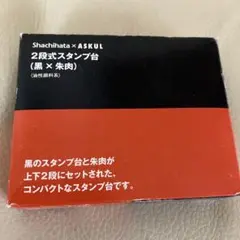 Shachihata × ASKUL
2段式スタンプ台
(黒 × 朱肉)
(油性顔料系)
黒のスタンプ台と朱肉が
上下2段にセットされた、
コンパクトなスタンプ台です。